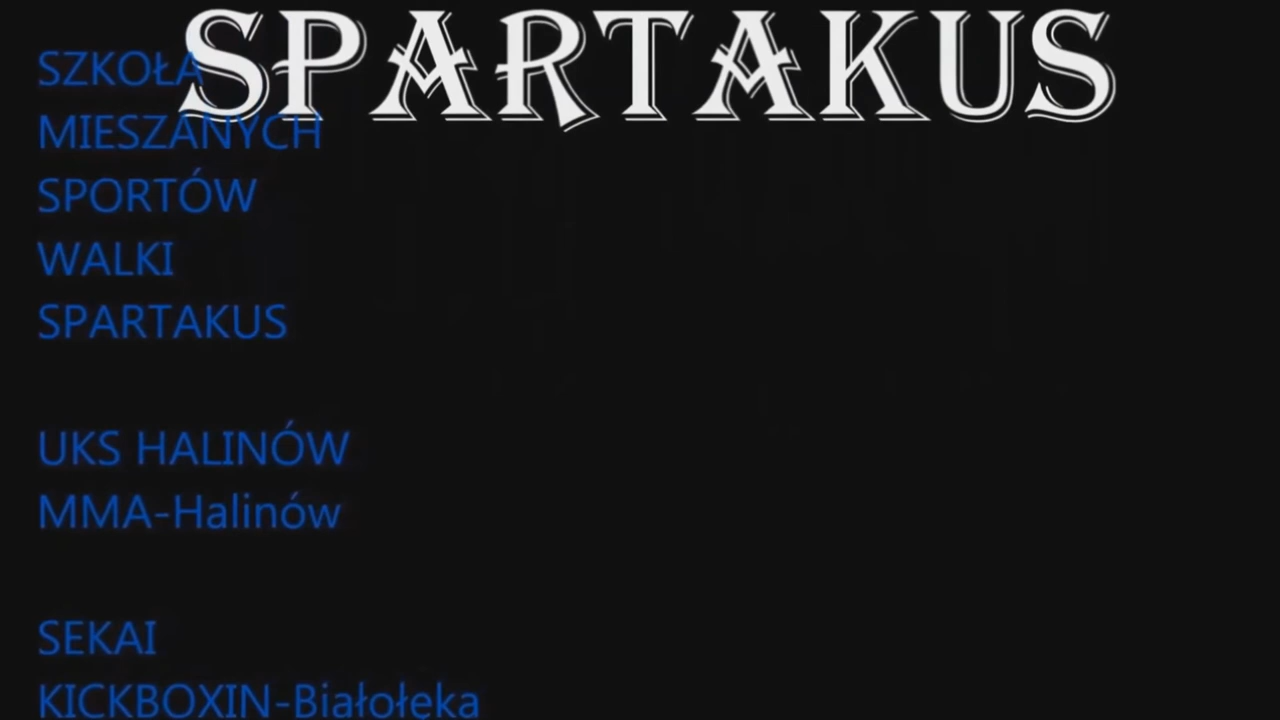 SPARTAKUS
SZKOŁA
MIESZANYCH
SPORTÓW
WALKI
SPARTAKUS
UKS HALINÓW
MMA-Halinów
SEKAI
KICKBOXIN-Białołęka